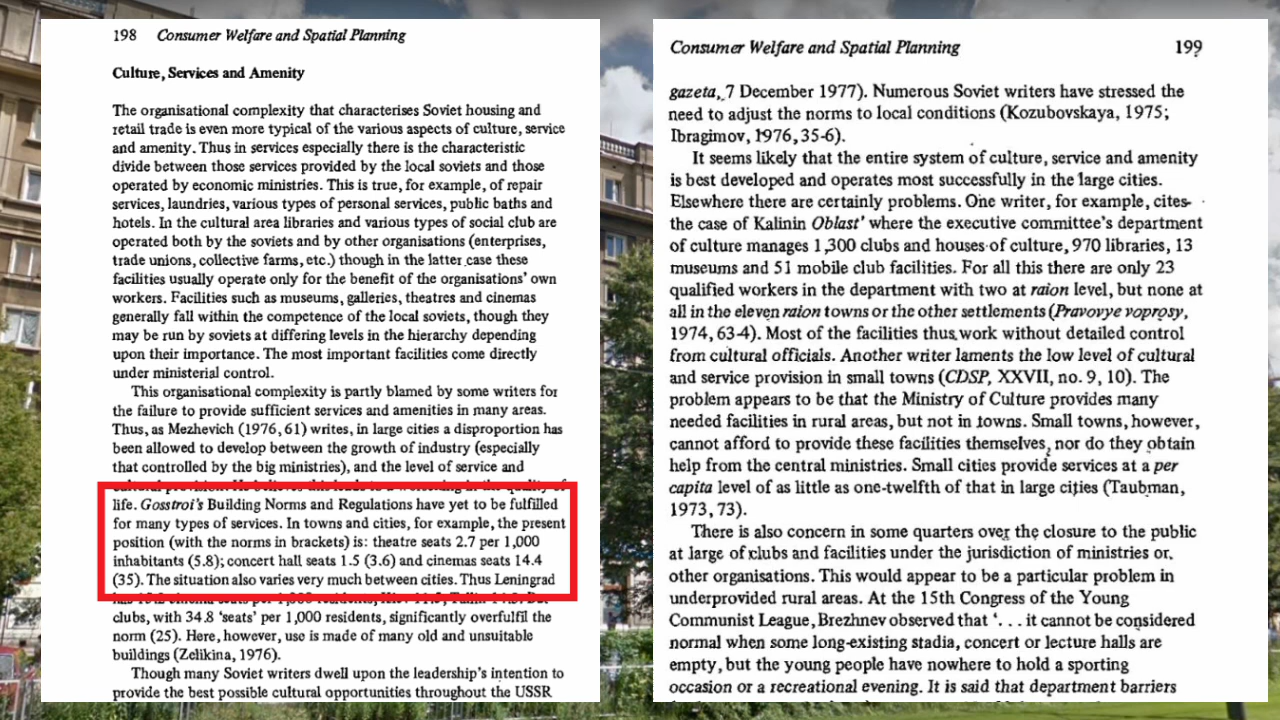 198 Consumer Welfare and Spatial Planning
Culture, Services and Amenity
The organisational complexity that characterises Soviet housing and
retail trade is even more typical of the various aspects of culture, service
and amenity. Thus in services especially there is the characteristic
divide between those services provided by the local soviets and those
operated by economic ministries. This is true, for example, of repair
services, laundries, various types of personal services, public baths and
hotels. In the cultural area libraries and various types of social club are
operated both by the soviets and by other organisations (enterprises,
trade unions, collective farms, etc.) though in the latter case these
facilities usually operate only for the benefit of the organisations' own
workers. Facilities such as museums, galleries, theatres and cinemas
generally fall within the competence of the local soviets, though they
may be run by soviets at differing levels in the hierarchy depending
upon their importance. The most important facilities come directly
under ministerial control.
This organisational complexity is partly blamed by some writers for
the failure to provide sufficient services and amenities in many areas.
Thus, as Mezhevich (1976, 61) writes, in large cities a disproportion has
been allowed to develop between the growth of industry (especially
that controlled by the big ministries), and the level of service and
life. Gosstroi's Building Norms and Regulations have yet to be fulfilled
for many types of services. In towns and cities, for example, the present
position (with the norms in brackets) is: theatre seats 2.7 per 1,000
inhabitants (5.8); concert hall seats 1.5 (3.6) and cinemas seats 14.4
(35). The situation also varies very much between cities. Thus Leningrad
clubs, with 34.8 'seats' per 1,000 residents, significantly overfulfil the
norm (25). Here, however, use is made of many old and unsuitable
buildings (Zelikina, 1976).
Though many Soviet writers dwell upon the leadership's intention to
provide the best possible cultural opportunities throughout the USSR
Consumer Welfare and Spatial Planning 199
gazeta, 7 December 1977). Numerous Soviet writers have stressed the
need to adjust the norms to local conditions (Kozubovskaya, 1975;
Ibragimov, 1976, 35-6).
It seems likely that the entire system of culture, service and amenity
is best developed and operates most successfully in the large cities.
Elsewhere there are certainly problems. One writer, for example, cites
the case of Kalinin Oblast' where the executive committee's department
of culture manages 1,300 clubs and houses of culture, 970 libraries, 13
museums and 51 mobile club facilities. For all this there are only 23
qualified workers in the department with two at raion level, but none at
all in the eleven raion towns or the other settlements (Pravovye voprosy,
1974, 63-4). Most of the facilities thus work without detailed control
from cultural officials. Another writer laments the low level of cultural
and service provision in small towns (CDSP, XXVII, no. 9, 10). The
problem appears to be that the Ministry of Culture provides many
needed facilities in rural areas, but not in towns. Small towns, however,
cannot afford to provide these facilities themselves, nor do they obtain
help from the central ministries. Small cities provide services at a per
capita level of as little as one-twelfth of that in large cities (Taubman,
1973, 73).
There is also concern in some quarters over the closure to the public
at large of clubs and facilities under the jurisdiction of ministries or
other organisations. This would appear to be a particular problem in
underprovided rural areas. At the 15th Congress of the Young
Communist League, Brezhnev observed that '. . . it cannot be considered
normal when some long-existing stadia, concert or lecture halls are
empty, but the young people have nowhere to hold a sporting
occasion or a recreational evening. It is said that department barriers